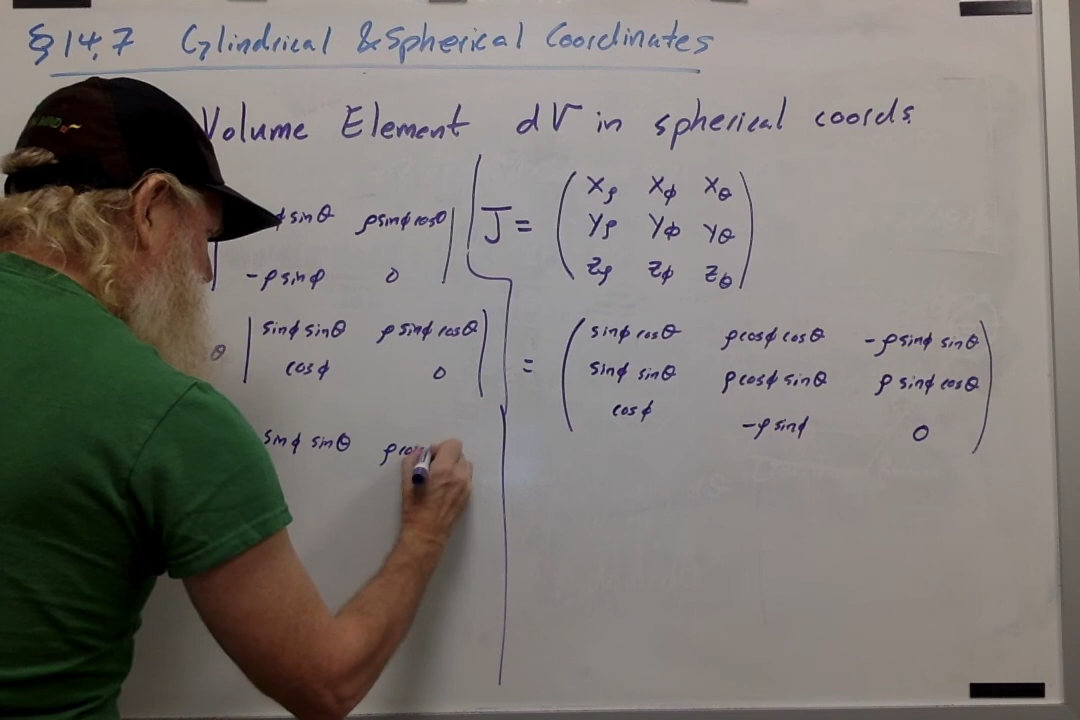 § 14.7 Cylindrical & Spherical Coordinates
Volume Element dV in spherical coords
ϕ sinθ ρsinϕ cosθ
-ρ sinϕ 0
θ | sinϕ sinθ ρ sinϕ cosθ |
cosϕ 0
sinϕ sinθ ρco
J = ( Xρ Xϕ Xθ
Yρ Yϕ Yθ
Zρ Zϕ Zθ )
= ( sinϕ cosθ ρcosϕ cosθ -ρsinϕ sinθ
sinϕ sinθ ρcosϕ sinθ ρ sinϕ cosθ
cosϕ -ρ sinϕ 0 )